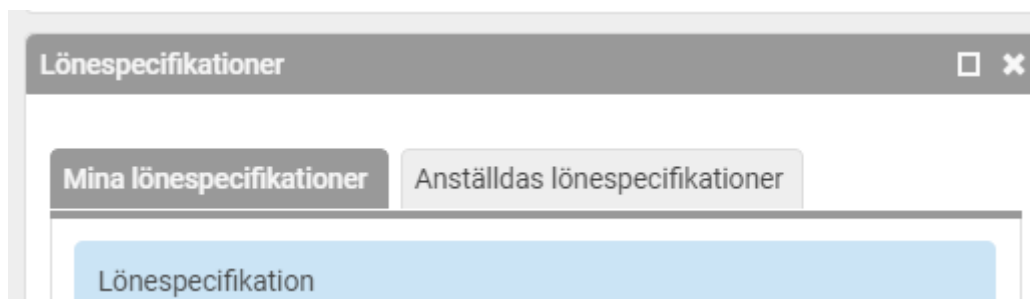 Lönespecifikationer
Mina lönespecifikationer Anställdas lönespecifikationer
Lönespecifikation